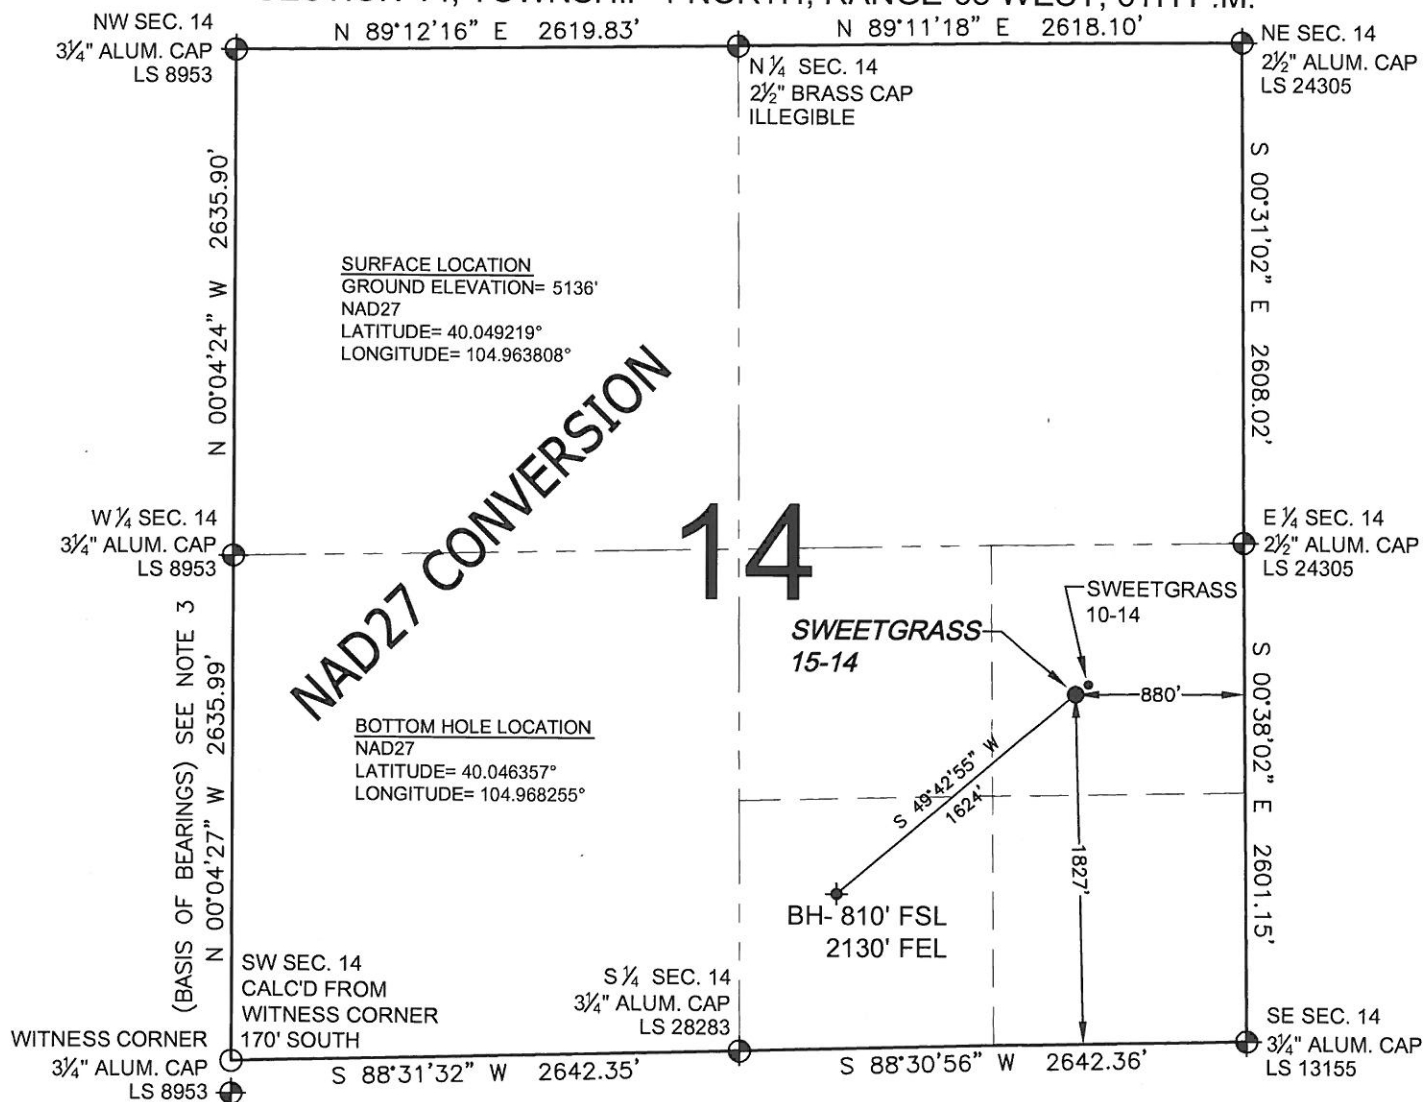 NW SEC. 14
3¼" ALUM. CAP
LS 8953
N 89°12'16" E 2619.83'
N 89°11'18" E 2618.10'
NE SEC. 14
2½" ALUM. CAP
LS 24305
N ¼ SEC. 14
2½" BRASS CAP
ILLEGIBLE
N 00°04'24" W 2635.90'
S 00°31'02" E 2608.02'
SURFACE LOCATION
GROUND ELEVATION= 5136'
NAD27
LATITUDE= 40.049219°
LONGITUDE= 104.963808°
NAD27 CONVERSION
14
W ¼ SEC. 14
3¼" ALUM. CAP
LS 8953
E ¼ SEC. 14
2½" ALUM. CAP
LS 24305
SWEETGRASS
10-14
SWEETGRASS
15-14
880'
S 49°42'55" W
1624'
1827'
S 00°38'02" E 2601.15'
(BASIS OF BEARINGS) SEE NOTE 3
N 00°04'27" W 2635.99'
BOTTOM HOLE LOCATION
NAD27
LATITUDE= 40.046357°
LONGITUDE= 104.968255°
BH- 810' FSL
2130' FEL
SW SEC. 14
CALC'D FROM
WITNESS CORNER
170' SOUTH
S ¼ SEC. 14
3¼" ALUM. CAP
LS 28283
SE SEC. 14
3¼" ALUM. CAP
LS 13155
WITNESS CORNER
3¼" ALUM. CAP
LS 8953
S 88°31'32" W 2642.35'
S 88°30'56" W 2642.36'